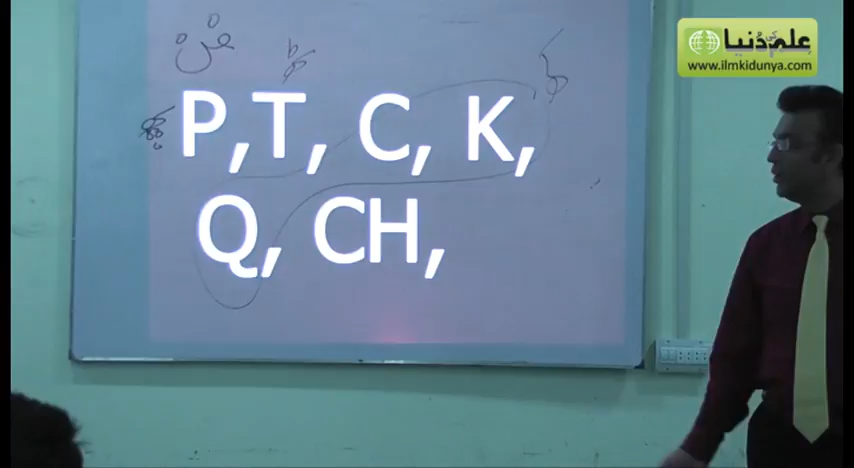 علم کی دنیا
www.ilmkidunya.com
P,T, C, K,
Q, CH,